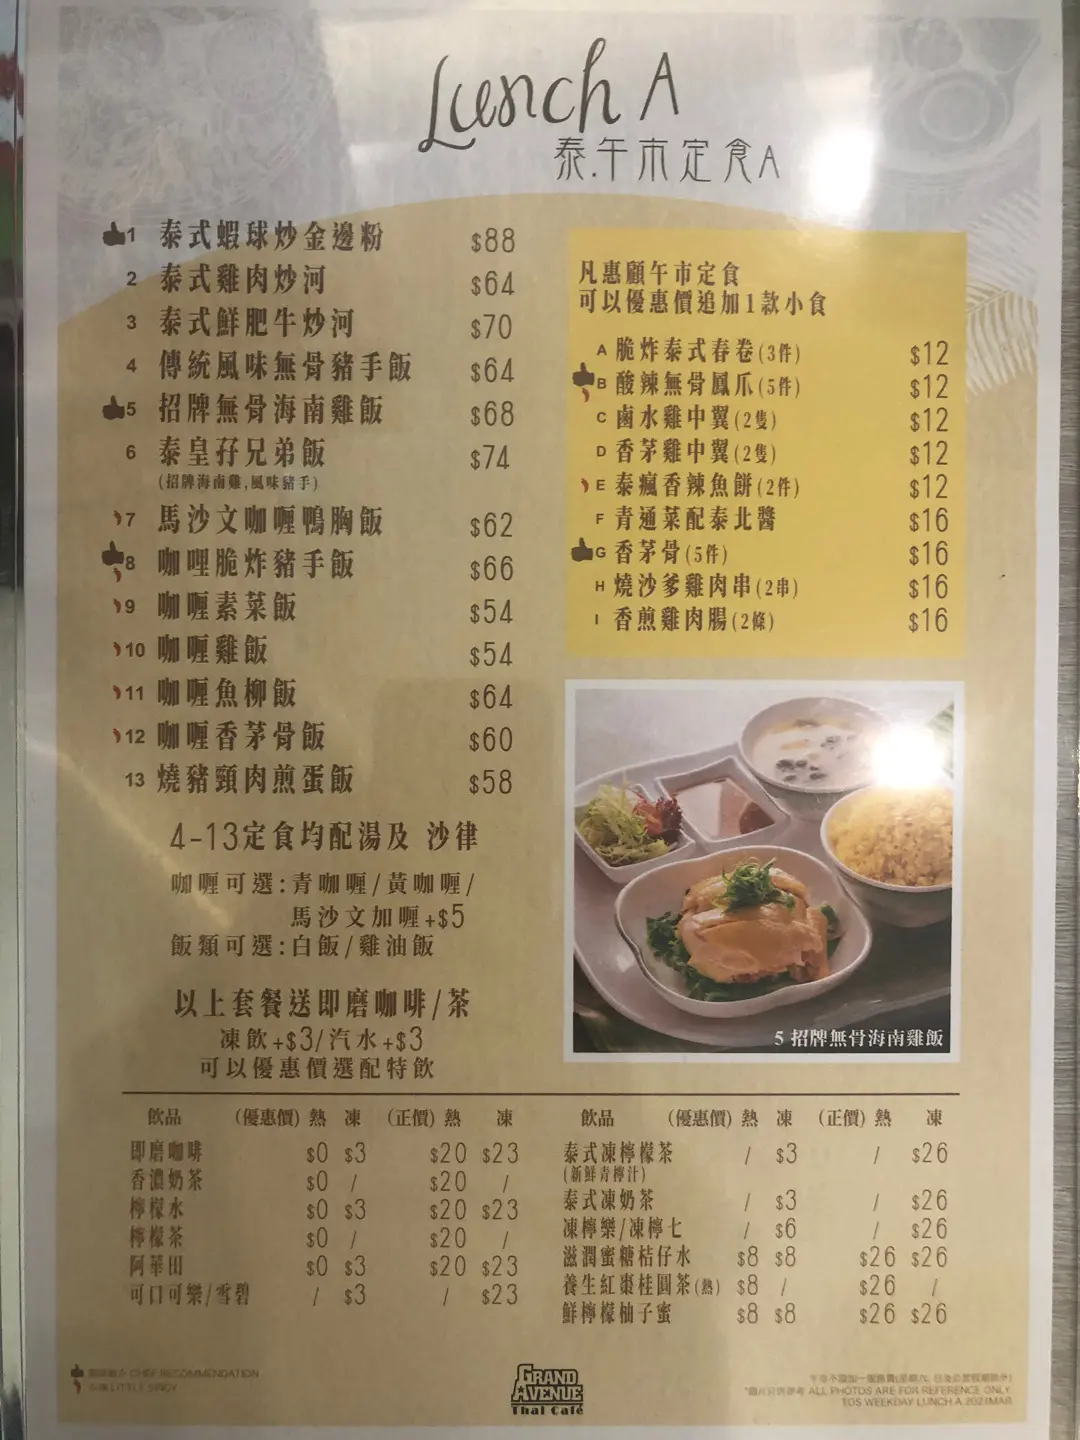 Lunch A
泰.午市定食A
1 泰式蝦球炒金邊粉 $88
2 泰式雞肉炒河 $64
3 泰式鮮肥牛炒河 $70
4 傳統風味無骨豬手飯 $64
5 招牌無骨海南雞飯 $68
6 泰皇孖兄弟飯 $74
(招牌海南雞,風味豬手)
7 馬沙文咖喱鴨胸飯 $62
8 咖哩脆炸豬手飯 $66
9 咖喱素菜飯 $54
10 咖喱雞飯 $54
11 咖喱魚柳飯 $64
12 咖喱香茅骨飯 $60
13 燒豬頸肉煎蛋飯 $58
4-13定食均配湯及 沙律
咖喱可選:青咖喱/黃咖喱/
馬沙文加喱+$5
飯類可選:白飯/雞油飯
以上套餐送即磨咖啡/茶
凍飲+$3/汽水+$3
可以優惠價選配特飲
凡惠顧午市定食
可以優惠價追加1款小食
A 脆炸泰式春卷(3件) $12
B 酸辣無骨鳳爪(5件) $12
C 鹵水雞中翼(2隻) $12
D 香茅雞中翼(2隻) $12
E 泰瘋香辣魚餅(2件) $12
F 青通菜配泰北醬 $16
G 香茅骨(5件) $16
H 燒沙爹雞肉串(2串) $16
I 香煎雞肉腸(2條) $16
5 招牌無骨海南雞飯
飲品 (優惠價) 熱 凍 (正價) 熱 凍
即磨咖啡 $0 $3 $20 $23
香濃奶茶 $0 / $20 /
檸檬水 $0 $3 $20 $23
檸檬茶 $0 / $20 /
阿華田 $0 $3 $20 $23
可口可樂/雪碧 / $3 / $23
飲品 (優惠價) 熱 凍 (正價) 熱 凍
泰式凍檸檬茶 / $3 / $26
(新鮮青檸汁)
泰式凍奶茶 / $3 / $26
凍檸樂/凍檸七 / $6 / $26
滋潤蜜糖桔仔水 $8 $8 $26 $26
養生紅棗桂圓茶(熱) $8 / $26 /
鮮檸檬柚子蜜 $8 $8 $26 $26
CHEF RECOMMENDATION
LITTLE SPICY
GRAND
AVENUE
Thai Café
ALL PHOTOS ARE FOR REFERENCE ONLY
TOS WEEKDAY LUNCH A 2021MAR